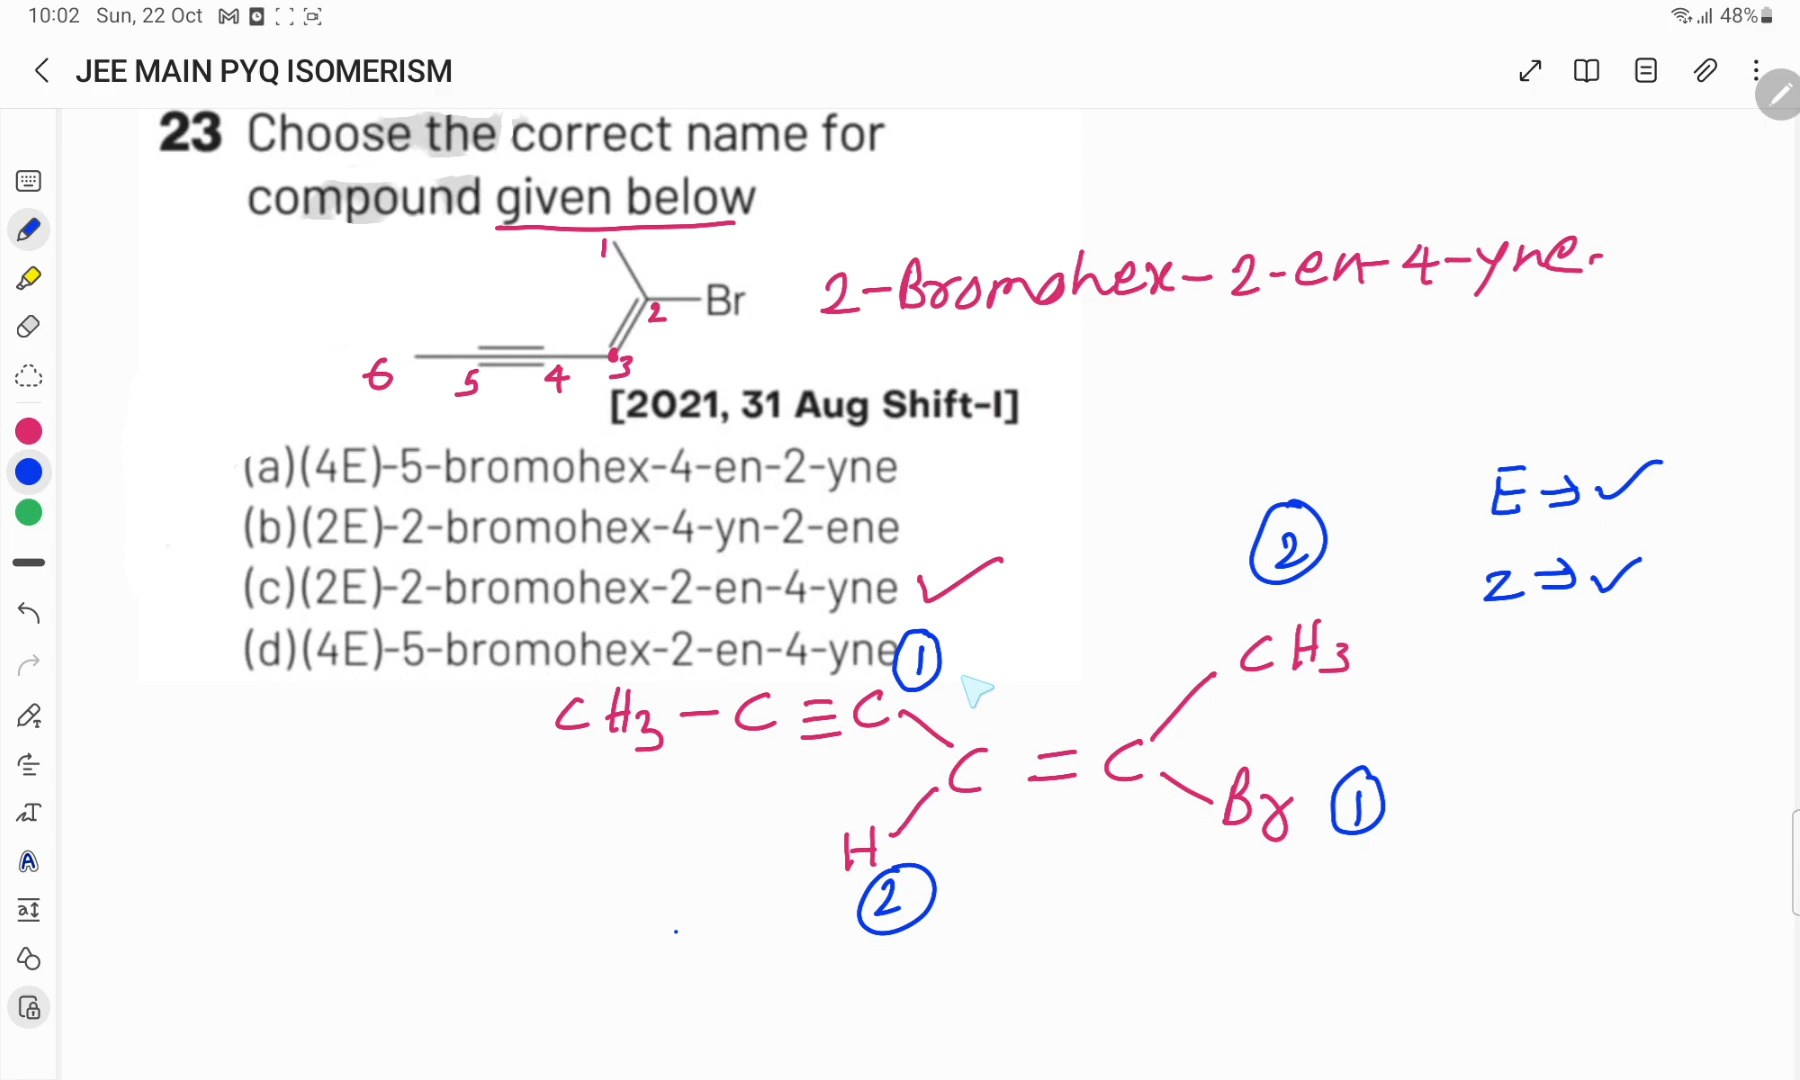 10:02 Sun, 22 Oct
48%
JEE MAIN PYQ ISOMERISM
23 Choose the correct name for
compound given below
1
2-Bromohex-2-en-4-yne.
Br
2
6 5 4 3
[2021, 31 Aug Shift-I]
(a)(4E)-5-bromohex-4-en-2-yne
(b)(2E)-2-bromohex-4-yn-2-ene
(c)(2E)-2-bromohex-2-en-4-yne ✓
(d)(4E)-5-bromohex-2-en-4-yne
E ⇒ ✓
2
Z ⇒ ✓
1
CH3
CH3 - C ≡ C
C = C
Br 1
H
2